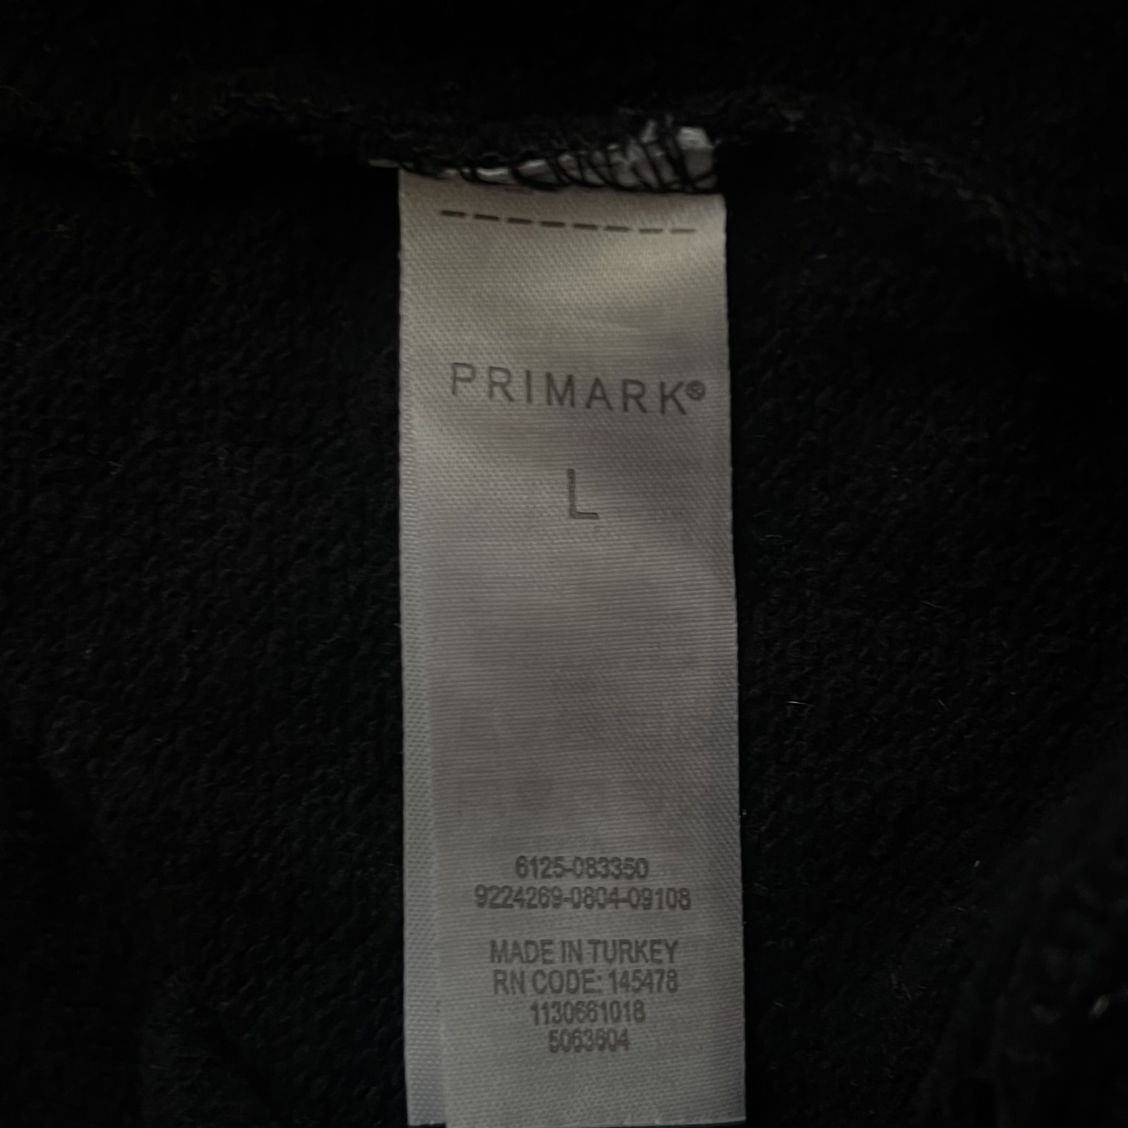 PRIMARK®
L
6125-083350
9224269-0804-09108
MADE IN TURKEY
RN CODE: 145478
1130661018
5063604